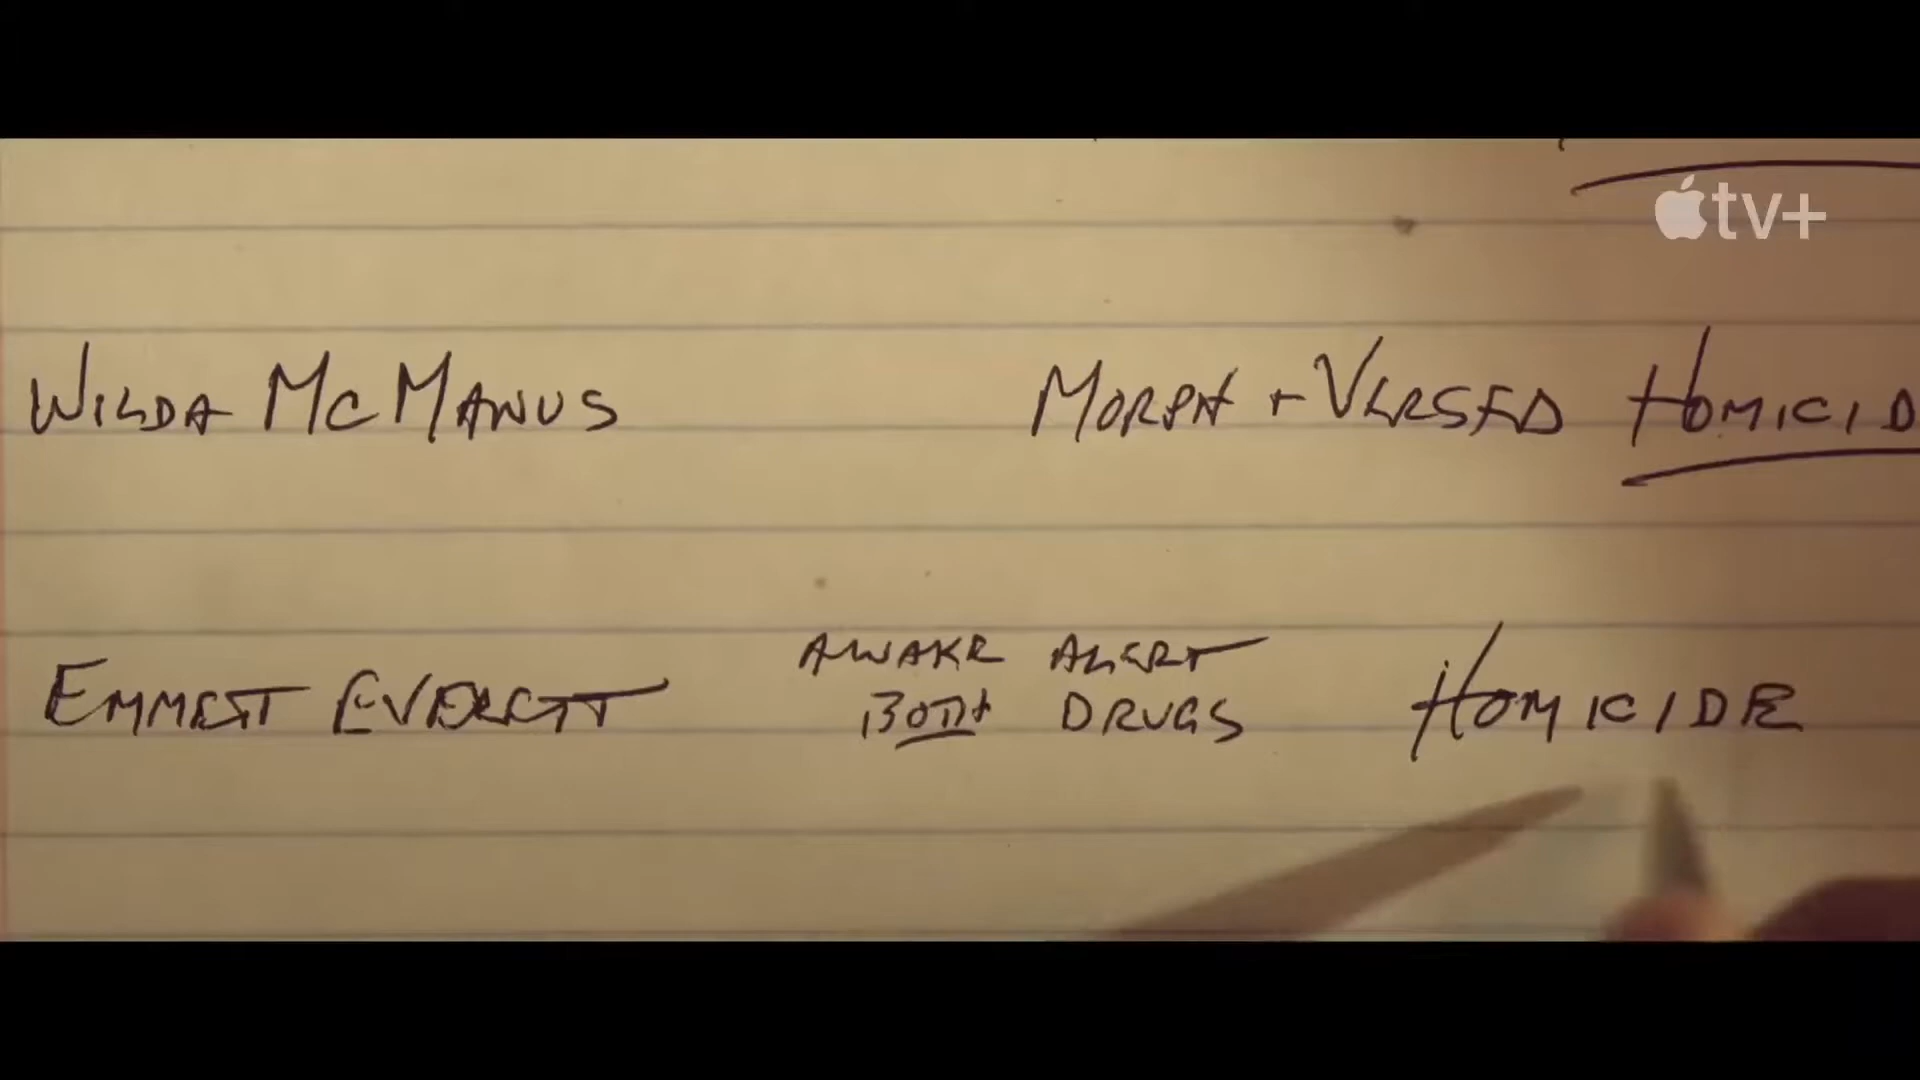 tv+
WILDA MCMANUS MORPH + VERSED HOMICID
AWAKE ALERT
EMMETT EVERETT BOTH DRUGS HOMICIDE